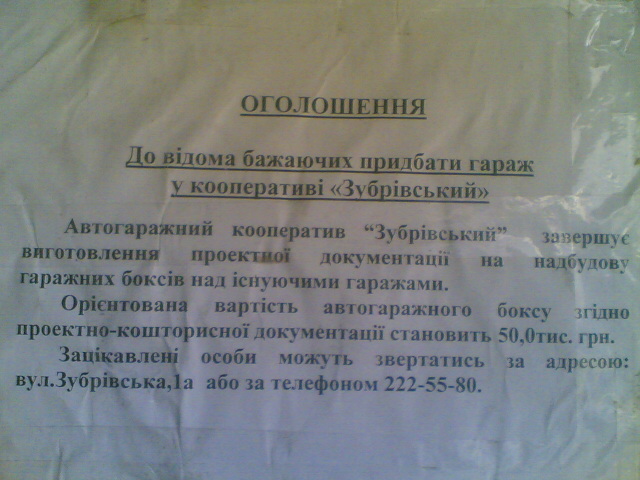 ОГОЛОШЕННЯ
До відома бажаючих придбати гараж
у кооперативі «Зубрівський»
Автогаражний кооператив “Зубрівський” завершує
виготовлення проектної документації на надбудову
гаражних боксів над існуючими гаражами.
Орієнтована вартість автогаражного боксу згідно
проектно-кошторисної документації становить 50,0тис. грн.
Зацікавлені особи можуть звертатись за адресою:
вул.Зубрівська,1а або за телефоном 222-55-80.